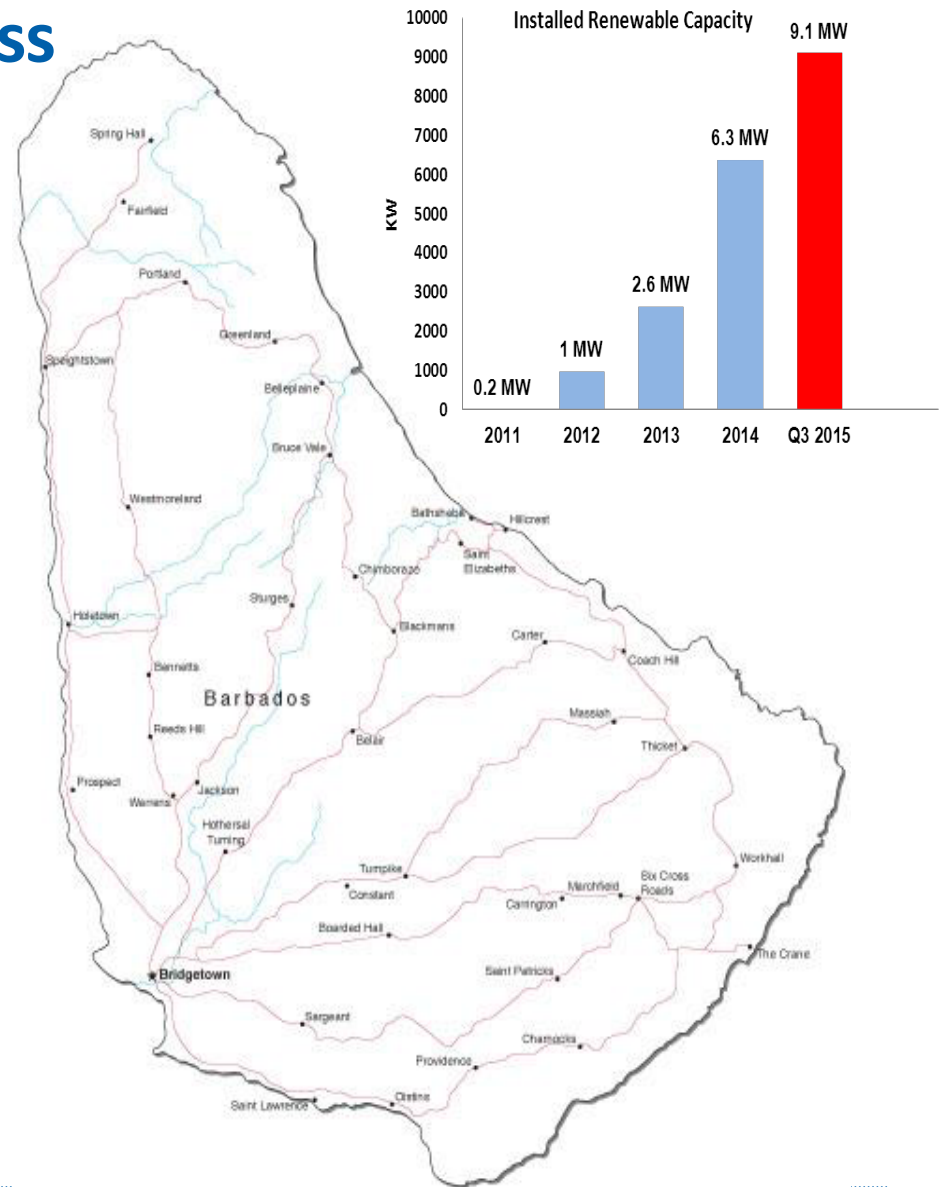 ss
Installed Renewable Capacity
10000
9000
8000
7000
6000
5000
4000
3000
2000
1000
0
KW
0.2 MW
1 MW
2.6 MW
6.3 MW
9.1 MW
2011
2012
2013
2014
Q3 2015
Spring Hall
Fairfield
Portland
Greenland
Speightstown
Belleplaine
Bruce Vale
Westmoreland
Bathsheba
Hillcrest
Saint
Elizabeths
Chimborazo
Sturges
Holetown
Blackmans
Carter
Coach Hill
Bennetts
Barbados
Massiah
Reeds Hill
Belair
Thicket
Prospect
Jackson
Warrens
Hothersal
Turning
Turnpike
Workhall
Constant
Marchfield
Six Cross
Roads
Carrington
Boarded Hall
The Crane
Bridgetown
Saint Patricks
Sargeant
Charnocks
Providence
Saint Lawrence
Oistins